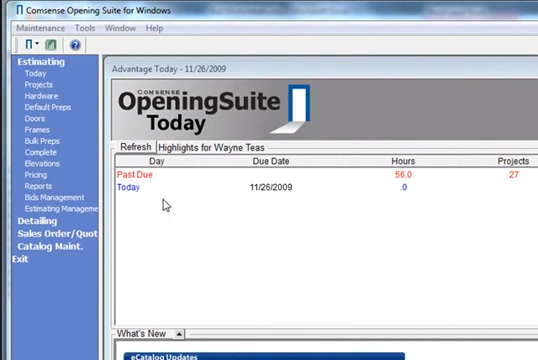 Comsense Opening Suite for Windows
Maintenance Tools Window Help
Estimating
Today
Projects
Hardware
Default Preps
Doors
Frames
Bulk Preps
Complete
Elevations
Pricing
Reports
Bids Management
Estimating Manageme
Detailing
Sales Order/Quot
Catalog Maint.
Exit
Advantage Today - 11/26/2009
COMSENSE
OpeningSuite
Today
Refresh Highlights for Wayne Teas
Day Due Date Hours Projects
Past Due 56.0 27
Today 11/26/2009 .0
What's New
eCatalog Updates